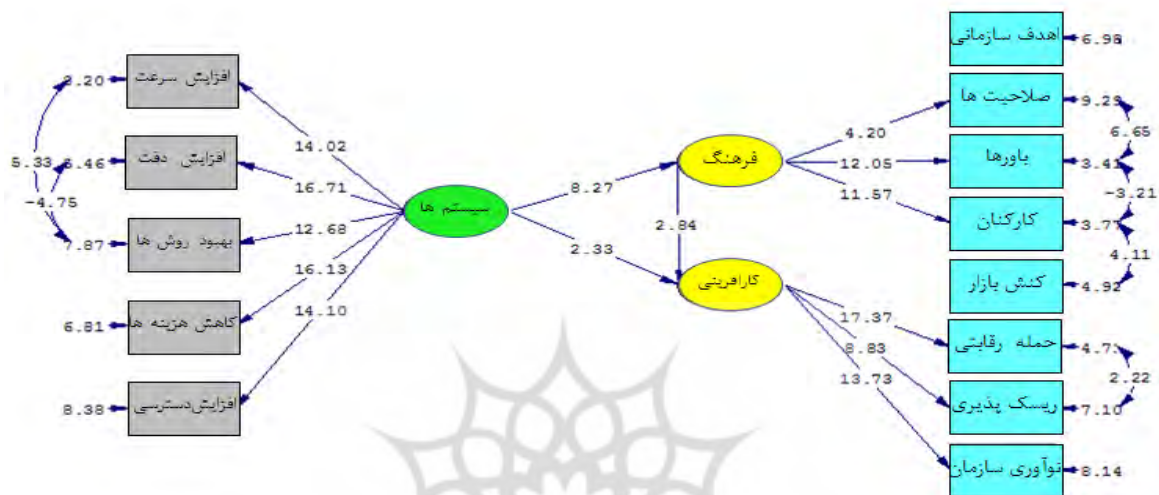 افزایش سرعت
افزایش دقت
بهبود روش ها
کاهش هزینه ها
افزایش دسترسی
5.33
-4.75
7.87
6.81
8.38
14.02
16.71
12.68
16.13
14.10
سیستم ها
8.27
2.33
فرهنگ
2.84
کارافرینی
4.20
12.05
11.57
17.37
8.83
13.73
اهدف سازمانی
صلاحیت ها
باورها
کارکنان
کنش بازار
حمله رقابتی
ریسک پذیری
نوآوری سازمان
6.98
9.29
3.41
3.77
4.92
7.10
8.14
6.65
-3.21
4.11
2.22